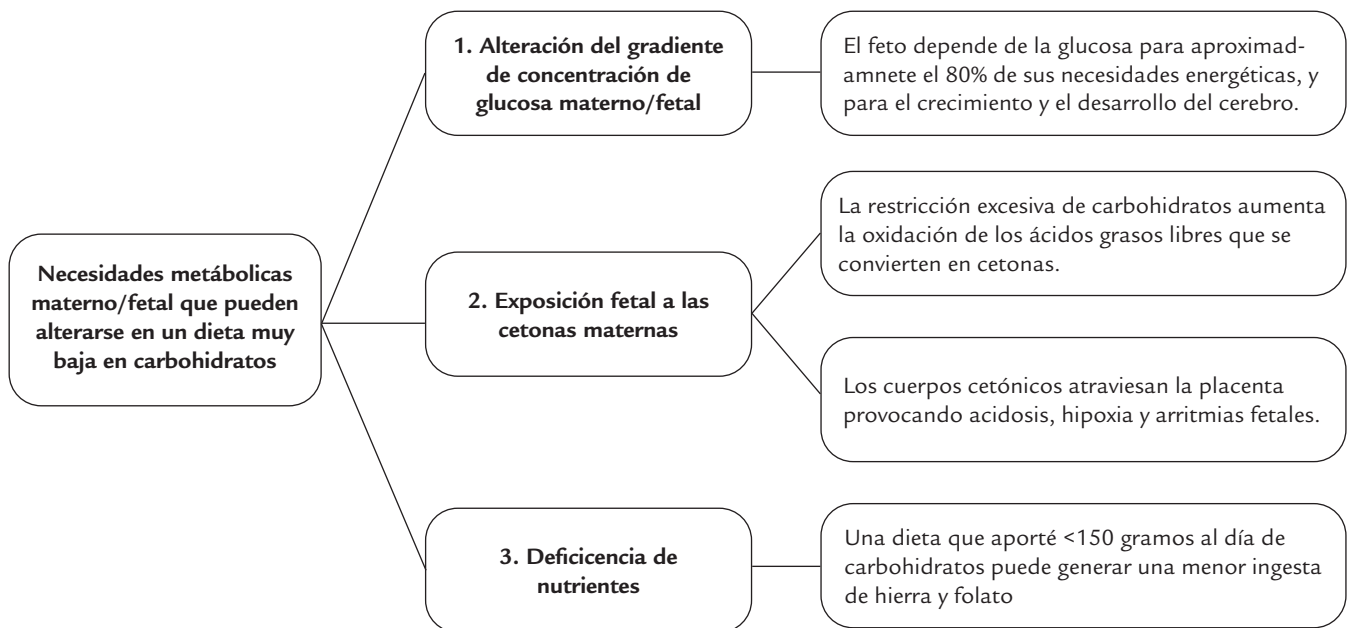 Necesidades metábolicas
materno/fetal que pueden
alterarse en un dieta muy
baja en carbohidratos
1. Alteración del gradiente
de concentración de
glucosa materno/fetal
El feto depende de la glucosa para aproximad-
amnete el 80% de sus necesidades energéticas, y
para el crecimiento y el desarrollo del cerebro.
2. Exposición fetal a las
cetonas maternas
La restricción excesiva de carbohidratos aumenta
la oxidación de los ácidos grasos libres que se
convierten en cetonas.
Los cuerpos cetónicos atraviesan la placenta
provocando acidosis, hipoxia y arritmias fetales.
3. Deficicencia de
nutrientes
Una dieta que aporté <150 gramos al día de
carbohidratos puede generar una menor ingesta
de hierra y folato